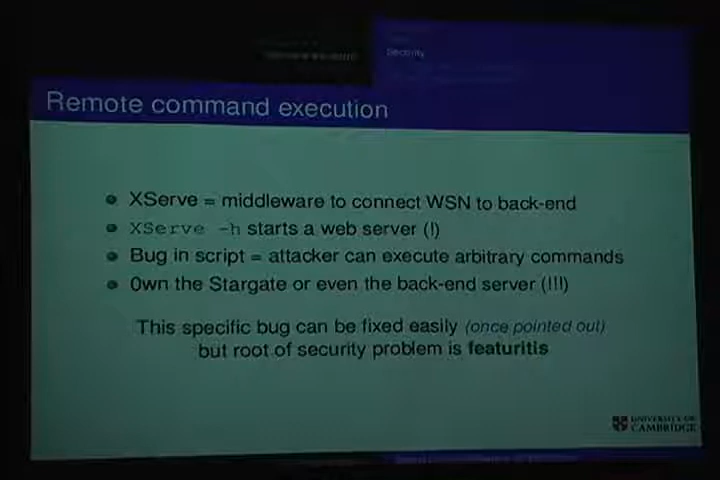 Security
Remote command execution
XServe = middleware to connect WSN to back-end
XServe -h starts a web server (!)
Bug in script = attacker can execute arbitrary commands
0wn the Stargate or even the back-end server (!!!)
This specific bug can be fixed easily (once pointed out)
but root of security problem is featuritis
UNIVERSITY OF
CAMBRIDGE